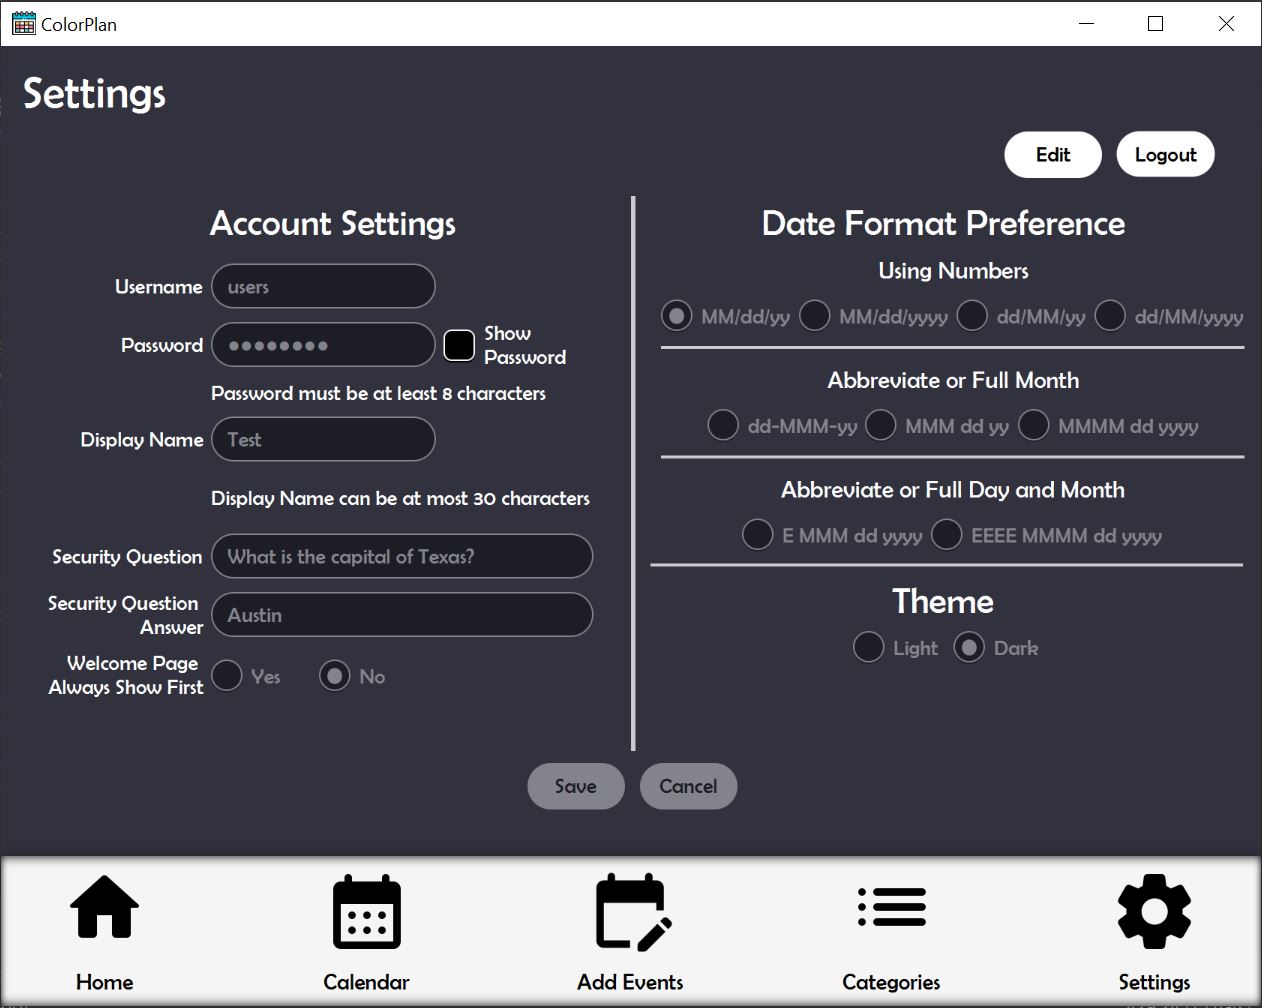 ColorPlan
Settings
Edit
Logout
Account Settings
Username
users
Password
●●●●●●●●
Show
Password
Password must be at least 8 characters
Display Name
Test
Display Name can be at most 30 characters
Security Question
What is the capital of Texas?
Security Question
Answer
Austin
Welcome Page
Always Show First
Yes
No
Date Format Preference
Using Numbers
MM/dd/yy
MM/dd/yyyy
dd/MM/yy
dd/MM/yyyy
Abbreviate or Full Month
dd-MMM-yy
MMM dd yy
MMMM dd yyyy
Abbreviate or Full Day and Month
E MMM dd yyyy
EEEE MMMM dd yyyy
Theme
Light
Dark
Save
Cancel
Home
Calendar
Add Events
Categories
Settings